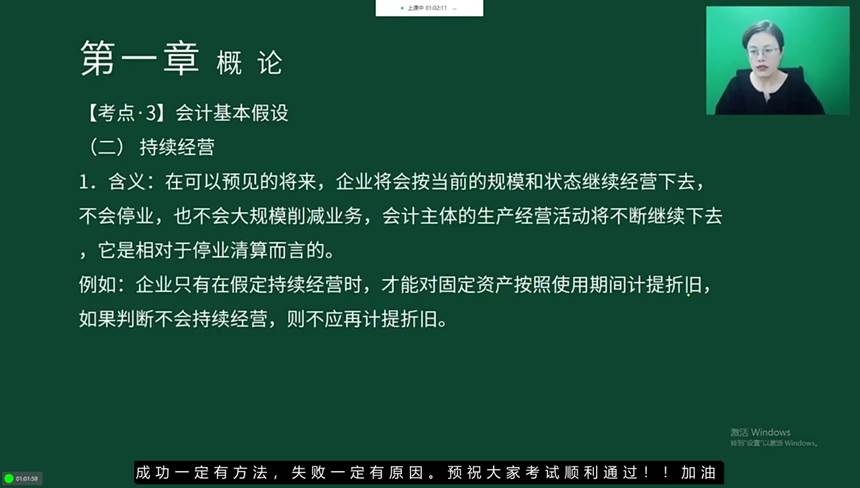 上课中 01:02:11
第一章 概 论
【考点·3】会计基本假设
（二） 持续经营
1．含义：在可以预见的将来，企业将会按当前的规模和状态继续经营下去，
不会停业，也不会大规模削减业务，会计主体的生产经营活动将不断继续下去
，它是相对于停业清算而言的。
例如：企业只有在假定持续经营时，才能对固定资产按照使用期间计提折旧，
如果判断不会持续经营，则不应再计提折旧。
激活 Windows
转到"设置"以激活 Windows。
01:01:59
成功一定有方法，失败一定有原因。预祝大家考试顺利通过！！加油